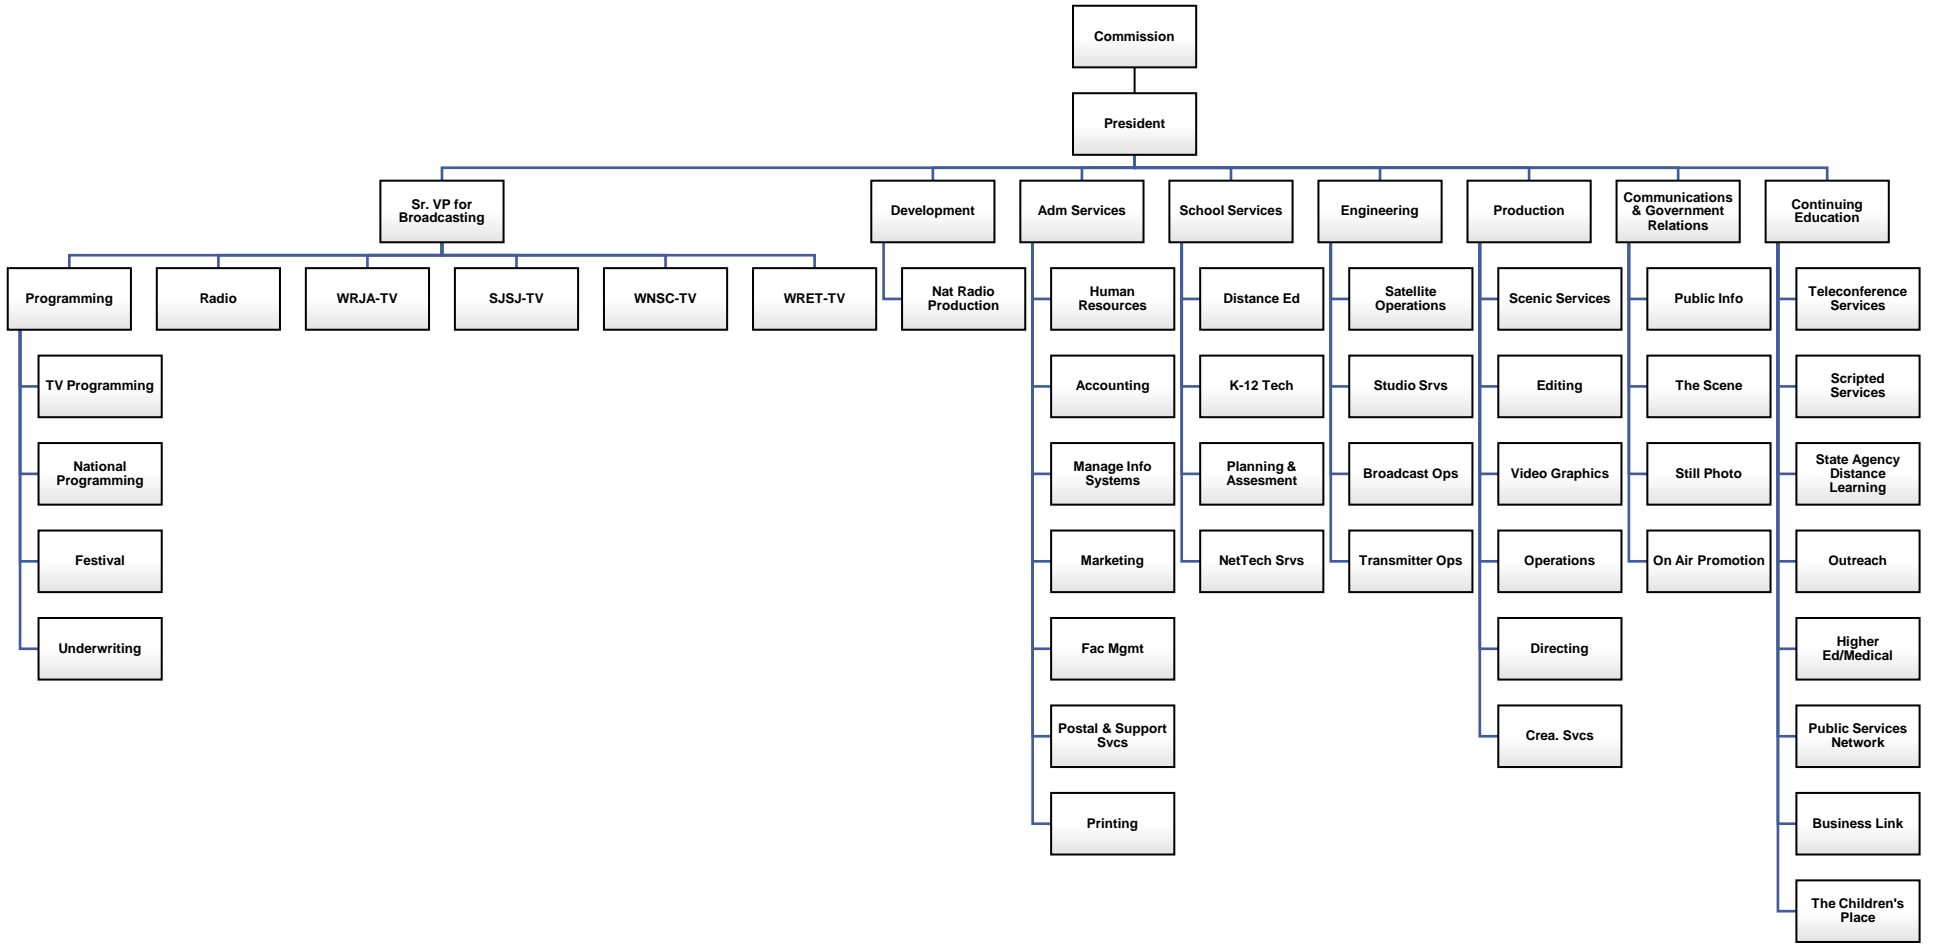 Commission
President
Sr. VP for
Broadcasting
Development
Adm Services
School Services
Engineering
Production
Communications
& Government
Relations
Continuing
Education
Programming
Radio
WRJA-TV
SJSJ-TV
WNSC-TV
WRET-TV
Nat Radio
Production
Human
Resources
Distance Ed
Satellite
Operations
Scenic Services
Public Info
Teleconference
Services
TV Programming
Accounting
K-12 Tech
Studio Srvs
Editing
The Scene
Scripted
Services
National
Programming
Manage Info
Systems
Planning &
Assesment
Broadcast Ops
Video Graphics
Still Photo
State Agency
Distance
Learning
Festival
Marketing
NetTech Srvs
Transmitter Ops
Operations
On Air Promotion
Outreach
Underwriting
Fac Mgmt
Directing
Higher
Ed/Medical
Postal & Support
Svcs
Crea. Svcs
Public Services
Network
Printing
Business Link
The Children's
Place